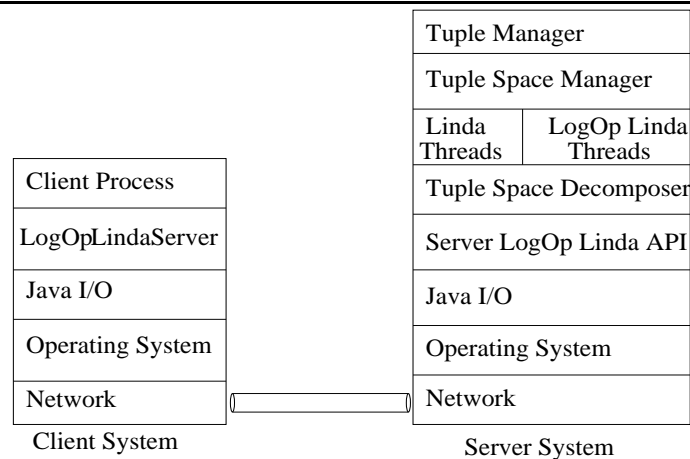 Tuple Manager
Tuple Space Manager
Linda
Threads
LogOp Linda
Threads
Tuple Space Decomposer
Server LogOp Linda API
Java I/O
Operating System
Network
Server System
Client Process
LogOpLindaServer
Java I/O
Operating System
Network
Client System